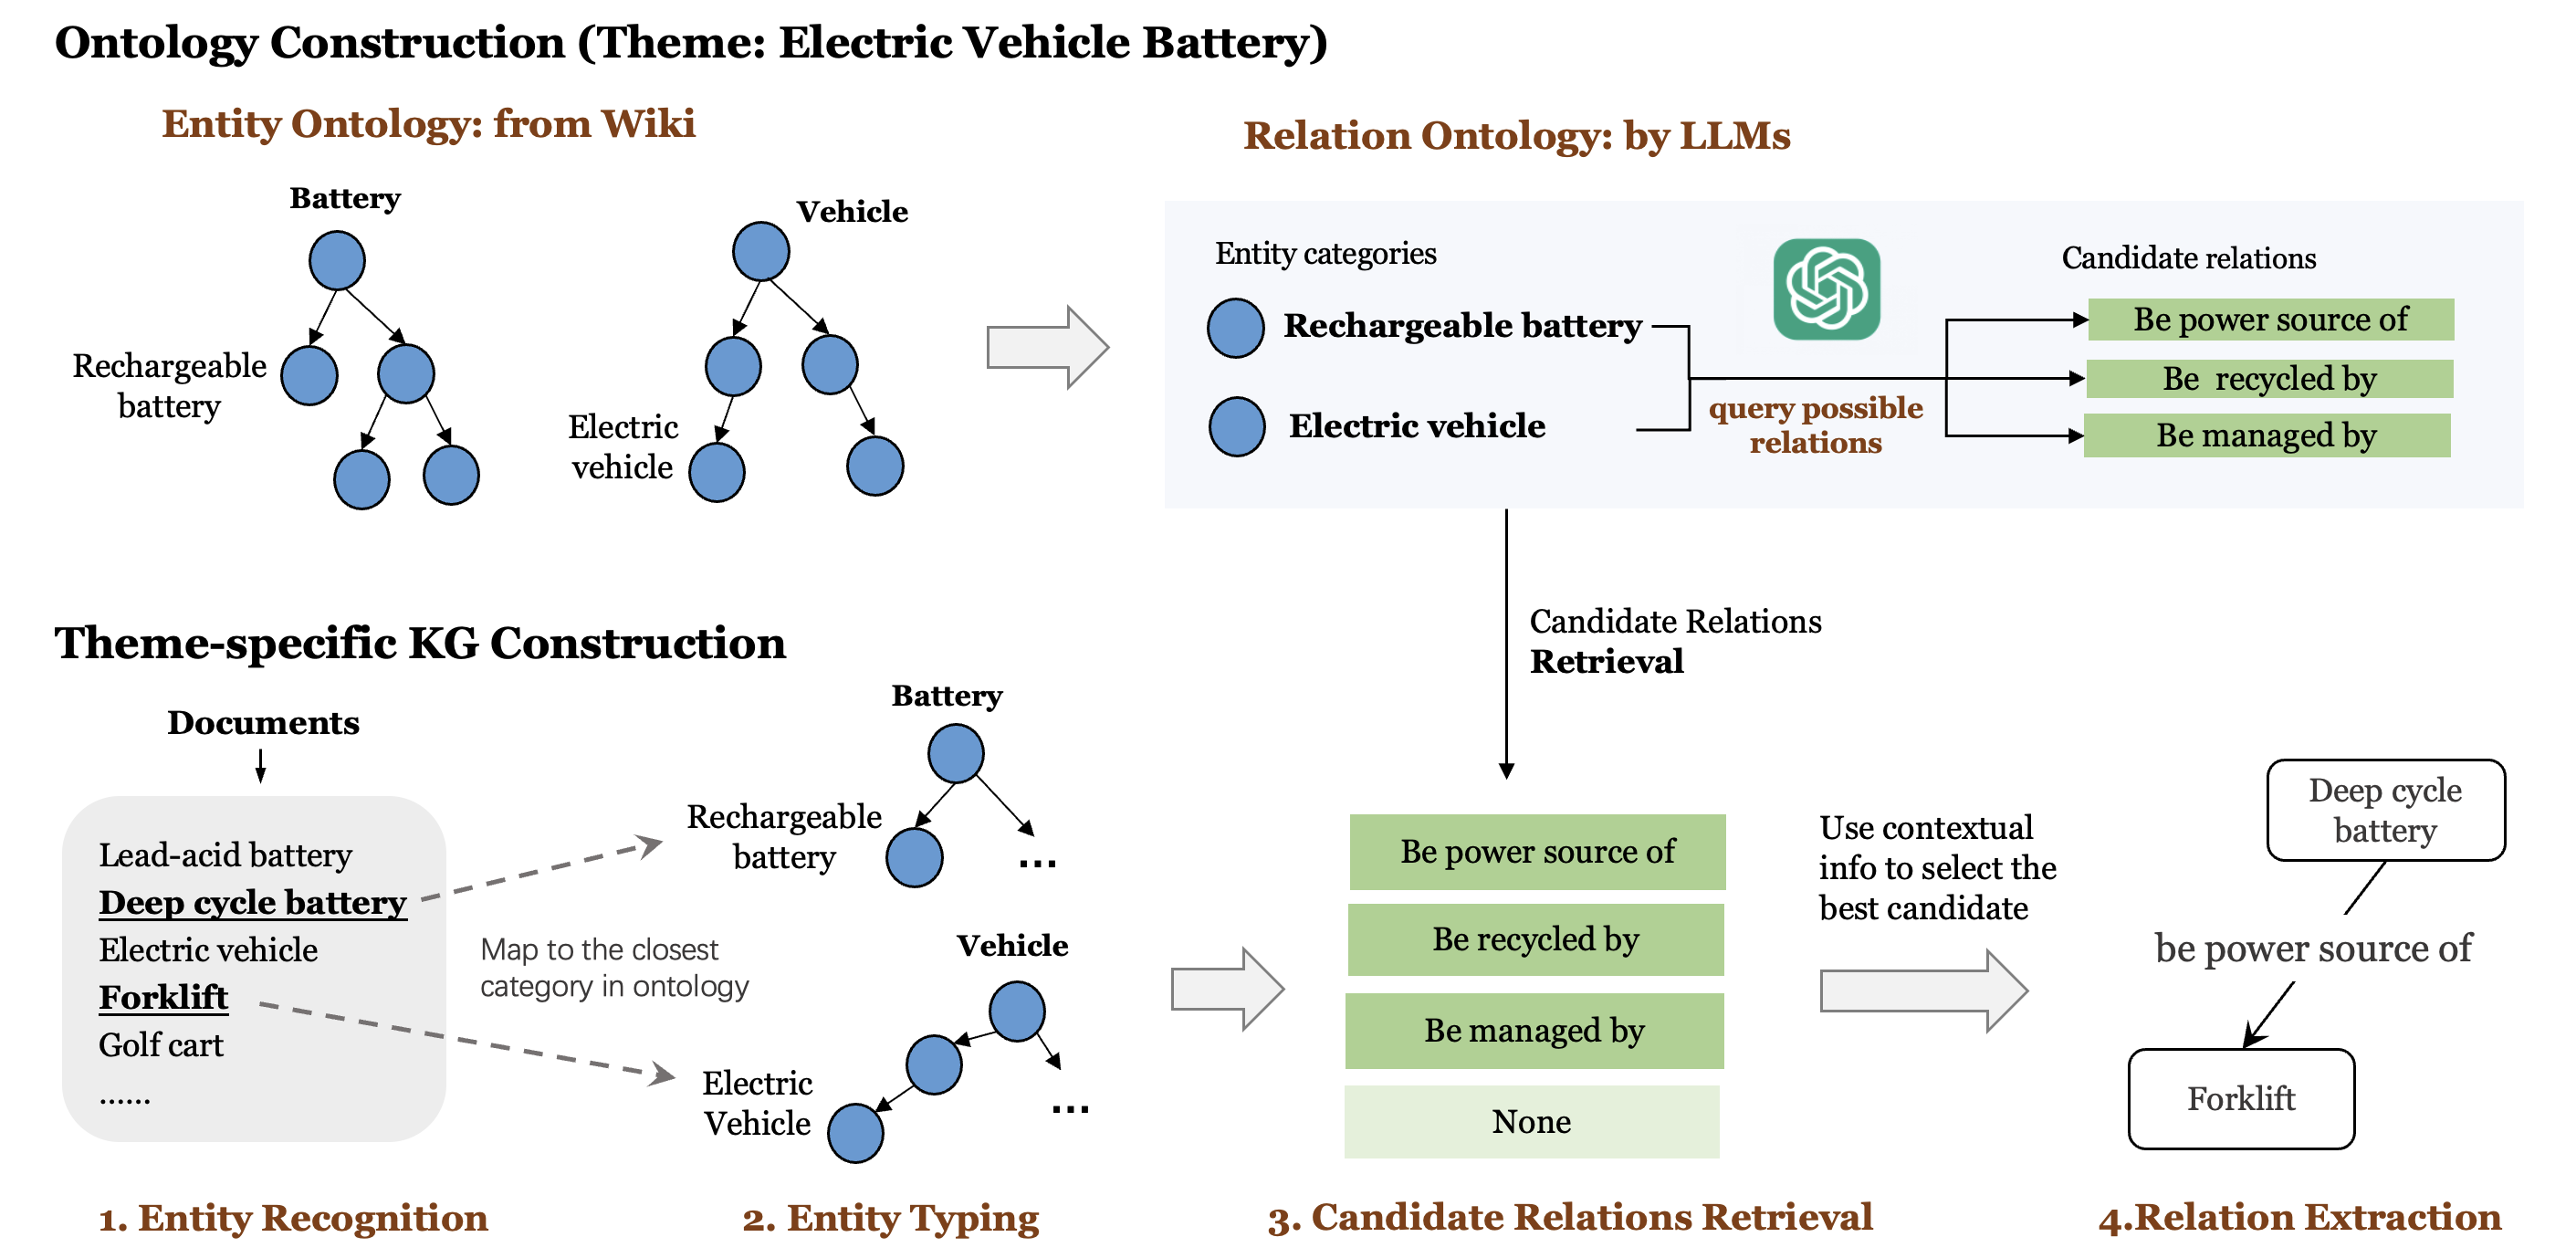 Ontology Construction (Theme: Electric Vehicle Battery)
Entity Ontology: from Wiki
Relation Ontology: by LLMs
Battery
Vehicle
Rechargeable
battery
Electric
vehicle
Entity categories
Candidate relations
Rechargeable battery
Electric vehicle
query possible
relations
Be power source of
Be  recycled by
Be managed by
Candidate Relations
Retrieval
Theme-specific KG Construction
Documents
Lead-acid battery
Deep cycle battery
Electric vehicle
Forklift
Golf cart
......
Map to the closest
category in ontology
Battery
Rechargeable
battery
...
Vehicle
Electric
Vehicle
...
Be power source of
Be recycled by
Be managed by
None
Use contextual
info to select the
best candidate
Deep cycle
battery
be power source of
Forklift
1. Entity Recognition
2. Entity Typing
3. Candidate Relations Retrieval
4.Relation Extraction